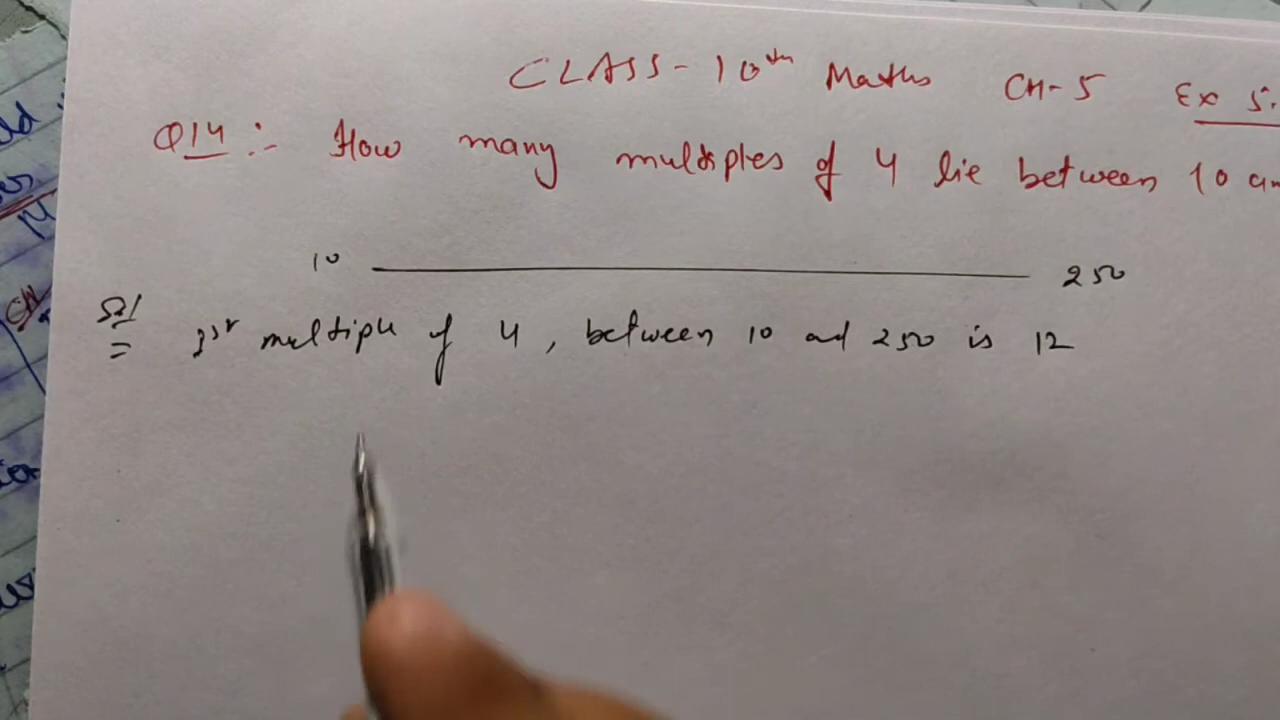 CLASS-10th Maths CH-5 Ex 5.
Q14:- How many multiples of 4 lie between 10 an
10 250
Sol 1st multiple of 4, between 10 and 250 is 12